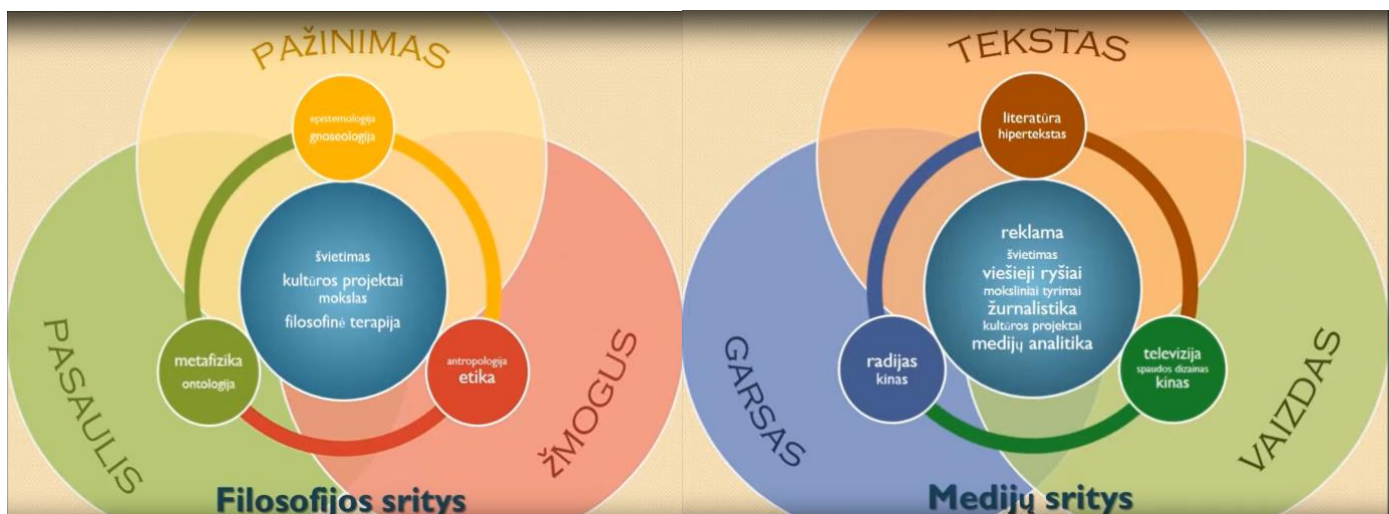 PAŽINIMAS
epistemologija
gnoseologija
švietimas
kultūros projektai
mokslas
filosofinė terapija
metafizika
ontologija
antropologija
etika
PASAULIS
ŽMOGUS
Filosofijos sritys
TEKSTAS
literatūra
hipertekstas
reklama
švietimas
viešieji ryšiai
moksliniai tyrimai
žurnalistika
kultūros projektai
medijų analitika
radijas
kinas
televizija
spaudos dizainas
kinas
GARSAS
VAIZDAS
Medijų sritys